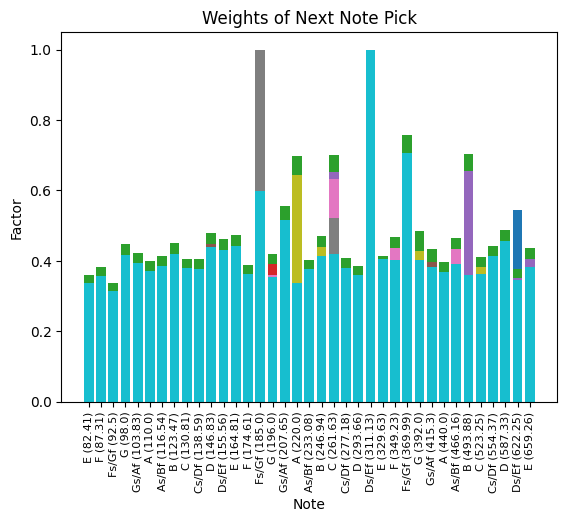 Weights of Next Note Pick
Factor
1.0
0.8
0.6
0.4
0.2
0.0
E (82.41)
F (87.31)
Fs/Gf (92.5)
G (98.0)
Gs/Af (103.83)
A (110.0)
As/Bf (116.54)
B (123.47)
C (130.81)
Cs/Df (138.59)
D (146.83)
Ds/Ef (155.56)
E (164.81)
F (174.61)
Fs/Gf (185.0)
G (196.0)
Gs/Af (207.65)
A (220.0)
As/Bf (233.08)
B (246.94)
C (261.63)
Cs/Df (277.18)
D (293.66)
Ds/Ef (311.13)
E (329.63)
F (349.23)
Fs/Gf (369.99)
G (392.0)
Gs/Af (415.3)
A (440.0)
As/Bf (466.16)
B (493.88)
C (523.25)
Cs/Df (554.37)
D (587.33)
Ds/Ef (622.25)
E (659.26)
Note